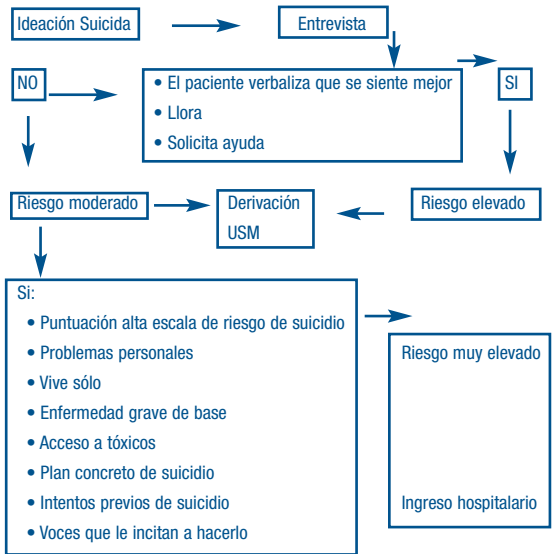 Ideación Suicida
Entrevista
NO
• El paciente verbaliza que se siente mejor
• Llora
• Solicita ayuda
SI
Riesgo moderado
Derivación
USM
Riesgo elevado
Si:
• Puntuación alta escala de riesgo de suicidio
• Problemas personales
• Vive sólo
• Enfermedad grave de base
• Acceso a tóxicos
• Plan concreto de suicidio
• Intentos previos de suicidio
• Voces que le incitan a hacerlo
Riesgo muy elevado
Ingreso hospitalario